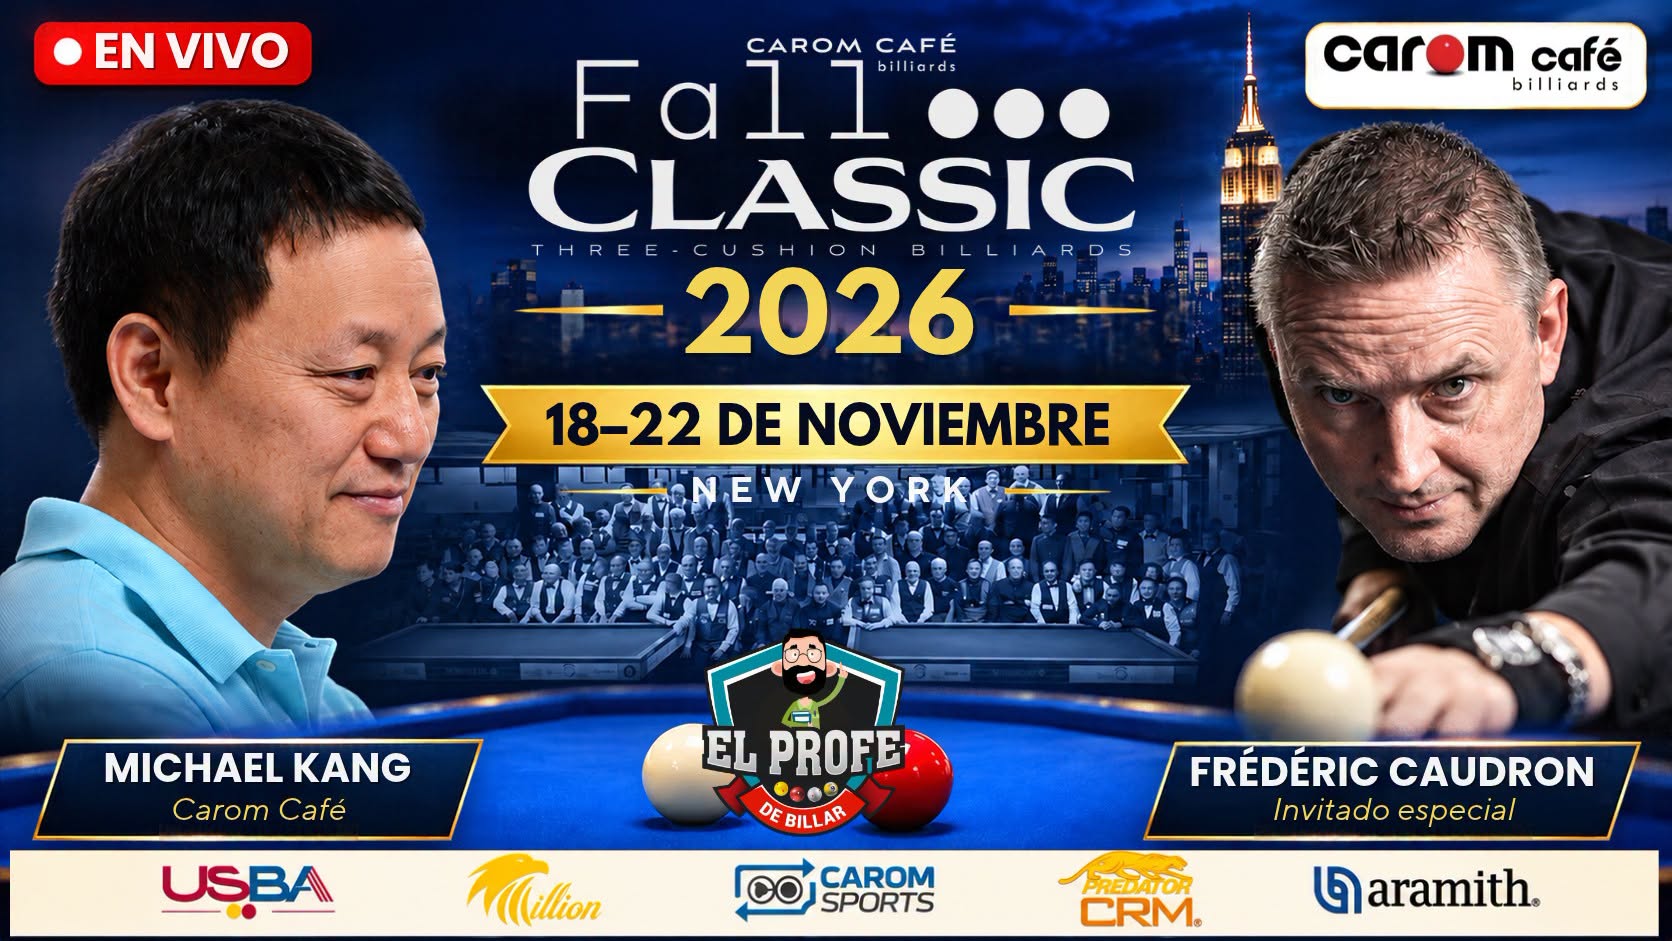 EN VIVO
CAROM CAFÉ
billiards
Fall
CLASSIC
THREE-CUSHION BILLIARDS
2026
18–22 DE NOVIEMBRE
NEW YORK
carom café
billiards
EL PROFE
DE BILLAR
MICHAEL KANG
Carom Café
FRÉDÉRIC CAUDRON
Invitado especial
USBA
Million
CAROM
SPORTS
PREDATOR
CRM®
aramith®